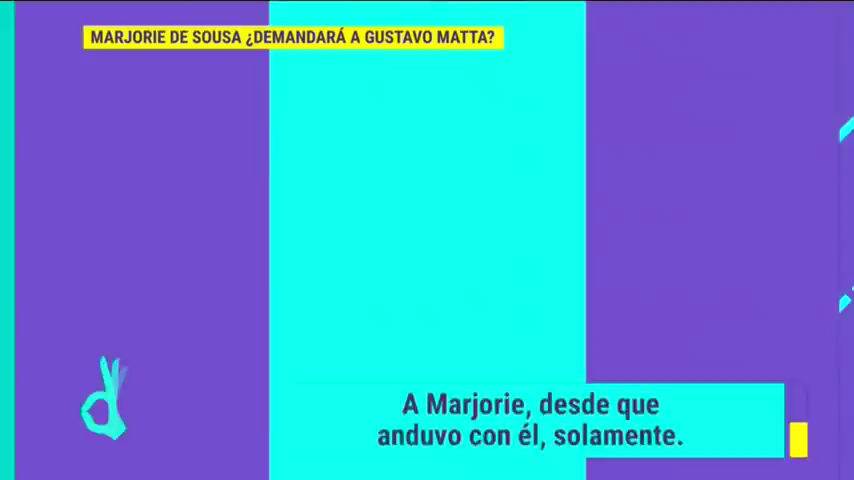 MARJORIE DE SOUSA ¿DEMANDARÁ A GUSTAVO MATTA?
A Marjorie, desde que
anduvo con él, solamente.